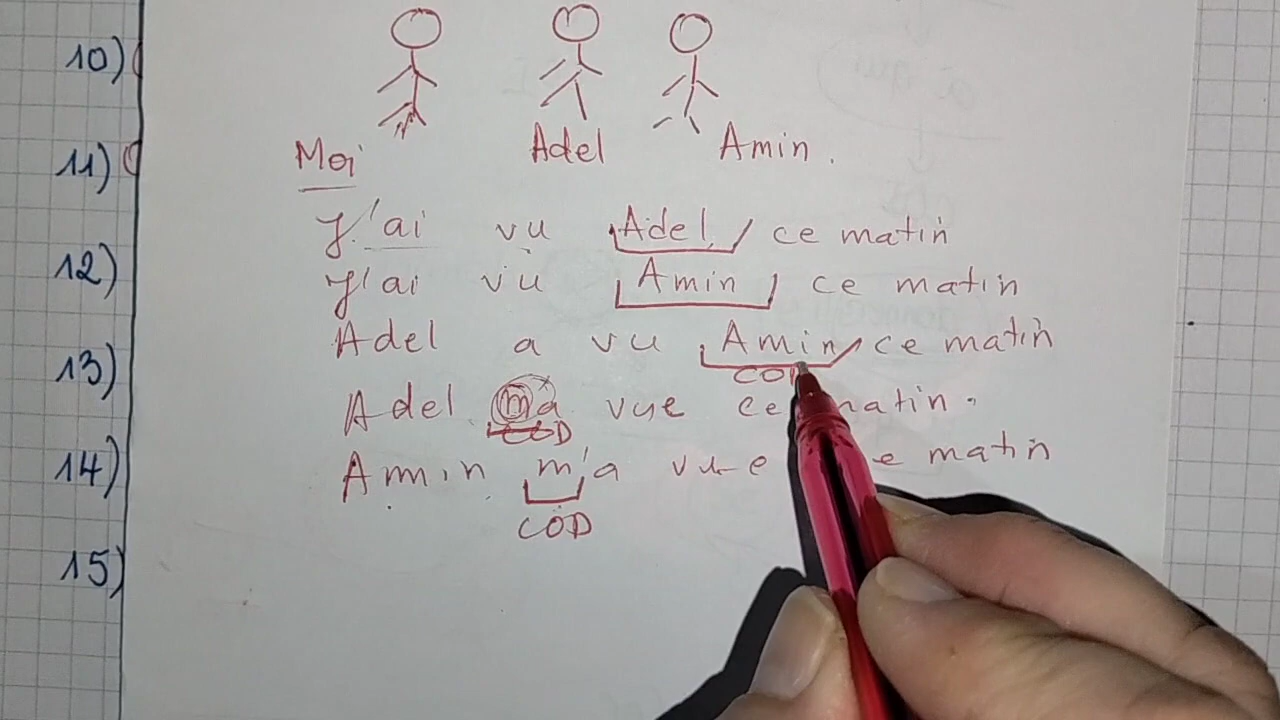 10)
11)
12)
13)
14)
15)
Moi Adel Amin.
J'ai vu Adel ce matin
J'ai vu Amin ce matin
Adel a vu Amin ce matin
COD
Adel m'a vue ce matin.
COD
Amin m'a vue e matin
COD